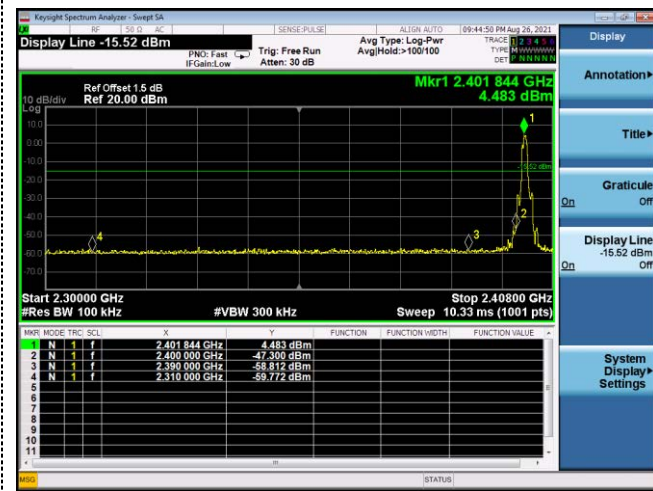 Keysight Spectrum Analyzer - Swept SA
RF 50 Ω AC SENSE:PULSE ALIGN AUTO 09:44:50 PM Aug 26, 2021
Display Line -15.52 dBm Avg Type: Log-Pwr TRACE 1 2 3 4 5 6
PNO: Fast Trig: Free Run Avg|Hold:>100/100 TYPE M WWWWW
IFGain:Low Atten: 30 dB DET P N N N N N
Ref Offset 1.5 dB Mkr1 2.401 844 GHz
10 dB/div Ref 20.00 dBm 4.483 dBm
Log
10.0
0.00
-10.0
-15.52 dBm
-20.0
-30.0
-40.0
-50.0
-60.0
-70.0
1
2
3
4
Start 2.30000 GHz Stop 2.40800 GHz
#Res BW 100 kHz #VBW 300 kHz Sweep 10.33 ms (1001 pts)
MKR MODE TRC SCL X Y FUNCTION FUNCTION WIDTH FUNCTION VALUE
1 N 1 f 2.401 844 GHz 4.483 dBm
2 N 1 f 2.400 000 GHz -47.300 dBm
3 N 1 f 2.390 000 GHz -58.812 dBm
4 N 1 f 2.310 000 GHz -59.772 dBm
5
6
7
8
9
10
11
MSG STATUS
Display
Annotation
Title
Graticule
On Off
Display Line
-15.52 dBm
On Off
System
Display
Settings